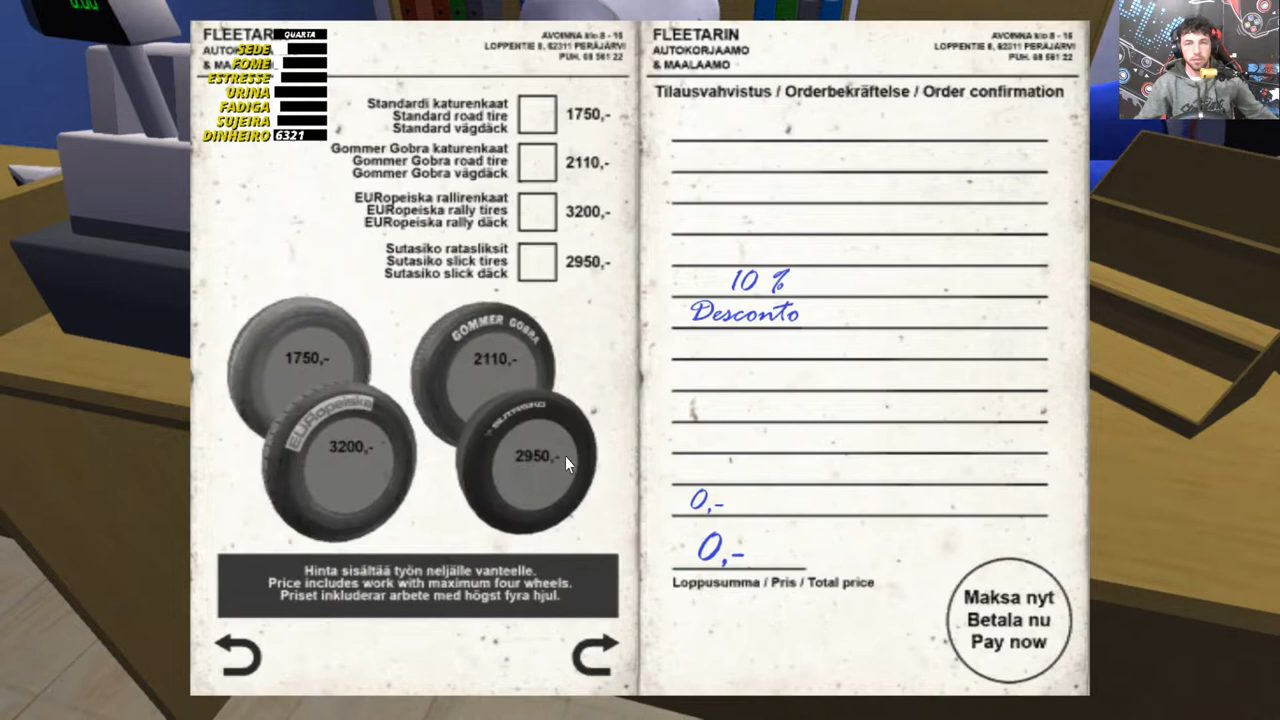 0.00
FLEETAR
QUARTA
AVOINNA klo 8 - 16
AUTOK
LOPPENTIE 8, 62311 PERÄJÄRVI
& MAA
PUH. 68 561 22
SEDE
FOME
ESTRESSE
URINA
FADIGA
SUJEIRA
DINHEIRO 6321
Standardi katurenkaat
Standard road tire
Standard vägdäck
1750,-
Gommer Gobra katurenkaat
Gommer Gobra road tire
Gommer Gobra vägdäck
2110,-
EURopeiska rallirenkaat
EURopeiska rally tires
EURopeiska rally däck
3200,-
Sutasiko ratasliksit
Sutasiko slick tires
Sutasiko slick däck
2950,-
1750,-
GOMMER GOBRA
2110,-
EURopeiska
3200,-
SUTASIKO
2950,-
Hinta sisältää työn neljälle vanteelle.
Price includes work with maximum four wheels.
Priset inkluderar arbete med högst fyra hjul.
FLEETARIN
AUTOKORJAAMO
& MAALAAMO
AVOINNA klo 8 - 16
LOPPENTIE 8, 62311 PERÄJÄRVI
PUH. 68 561 22
Tilausvahvistus / Orderbekräftelse / Order confirmation
10 %
Desconto
0,-
0,-
Loppusumma / Pris / Total price
Maksa nyt
Betala nu
Pay now